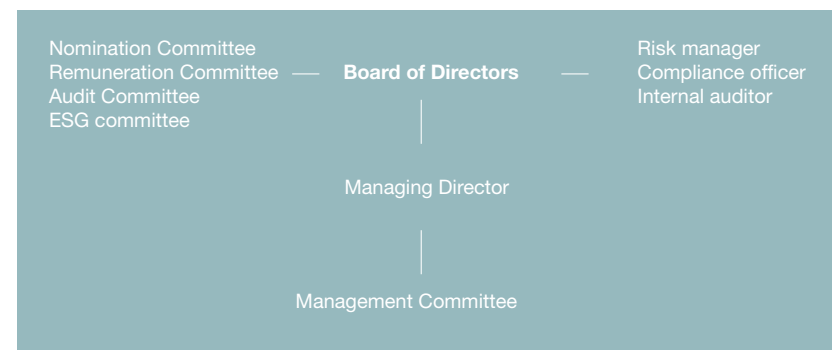 Nomination Committee
Remuneration Committee
Audit Committee
ESG committee
Board of Directors
Risk manager
Compliance officer
Internal auditor
Managing Director
Management Committee